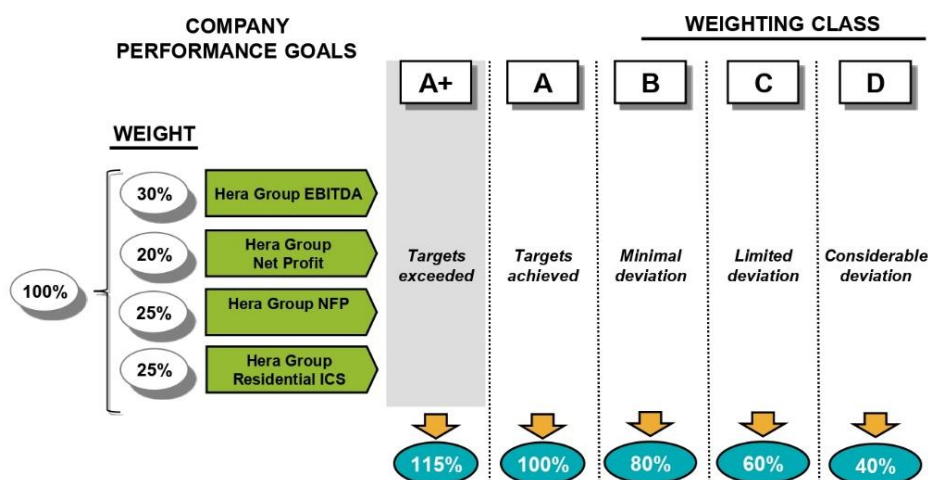 COMPANY
PERFORMANCE GOALS
WEIGHTING CLASS
A+
A
B
C
D
WEIGHT
100%
30%
Hera Group EBITDA
20%
Hera Group
Net Profit
25%
Hera Group NFP
25%
Hera Group
Residential ICS
Targets
exceeded
Targets
achieved
Minimal
deviation
Limited
deviation
Considerable
deviation
115%
100%
80%
60%
40%